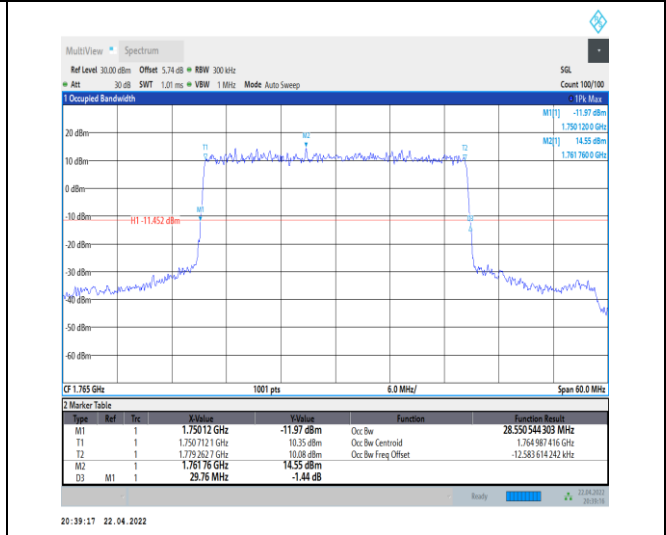 MultiView Spectrum
Ref Level 30.00 dBm Offset 5.74 dB RBW 300 kHz SGL
Att 30 dB SWT 1.01 ms VBW 1 MHz Mode Auto Sweep Count 100/100
1 Occupied Bandwidth 1Pk Max
M1[1] -11.97 dBm
1.750 120 0 GHz
M2[1] 14.55 dBm
1.761 760 0 GHz
20 dBm
M2
T1
T2
10 dBm
0 dBm
M1
-10 dBm
H1 -11.452 dBm
-20 dBm
-30 dBm
-40 dBm
-50 dBm
-60 dBm
CF 1.765 GHz 1001 pts 6.0 MHz/ Span 60.0 MHz
2 Marker Table
Type Ref Trc X-Value Y-Value Function Function Result
M1 1 1.75012 GHz -11.97 dBm Occ Bw 28.550 544 303 MHz
T1 1 1.750 712 1 GHz 10.35 dBm Occ Bw Centroid 1.764 987 416 GHz
T2 1 1.779 262 7 GHz 10.08 dBm Occ Bw Freq Offset -12.583 614 242 kHz
M2 1 1.761 76 GHz 14.55 dBm
D3 M1 1 29.76 MHz -1.44 dB
Ready 22.04.2022
20:39:17 22.04.2022